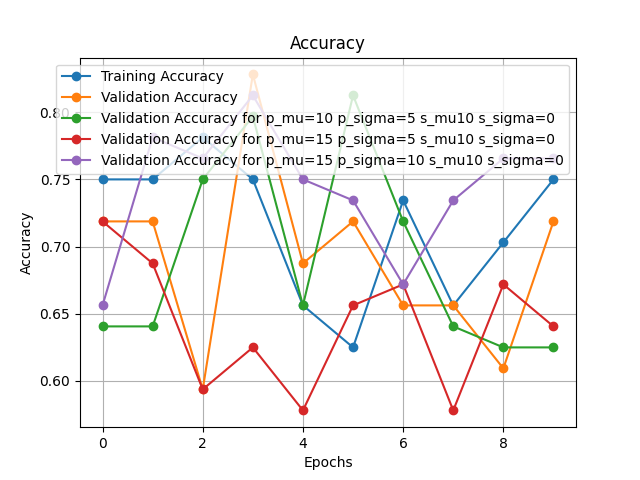 Accuracy
Training Accuracy
Validation Accuracy
Validation Accuracy for p_mu=10 p_sigma=5 s_mu10 s_sigma=0
Validation Accuracy for p_mu=15 p_sigma=5 s_mu10 s_sigma=0
Validation Accuracy for p_mu=15 p_sigma=10 s_mu10 s_sigma=0
0.80
0.75
0.70
0.65
0.60
Accuracy
0 2 4 6 8
Epochs